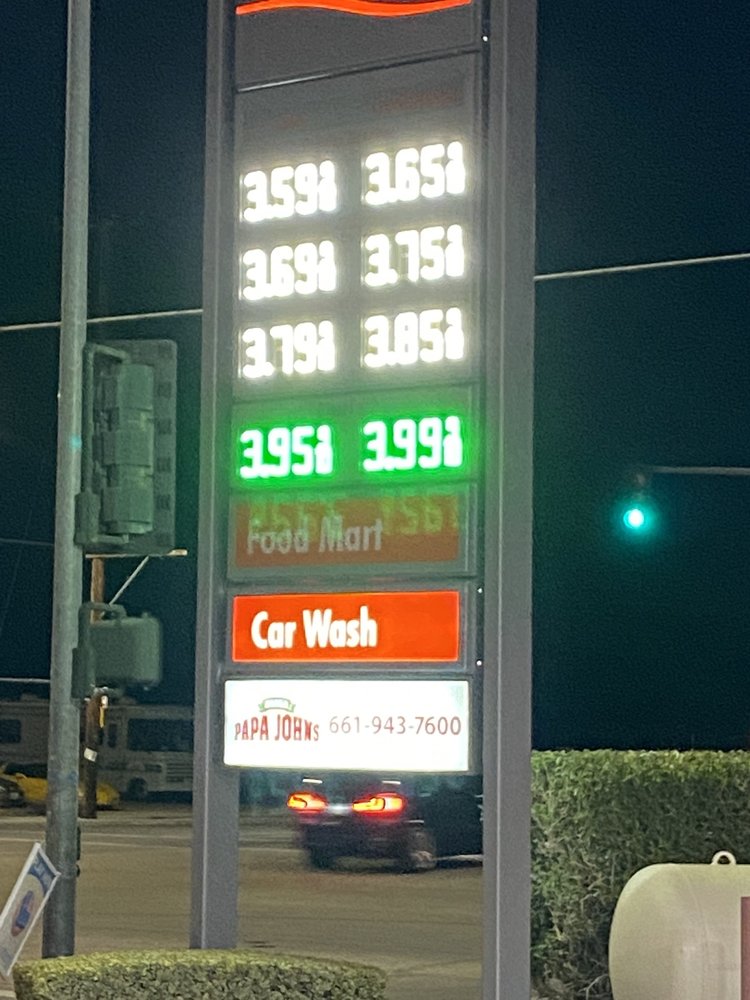 3.59 3.65
3.69 3.75
3.79 3.85
3.95 3.99
Food Mart
Car Wash
PAPA JOHNS 661-943-7600